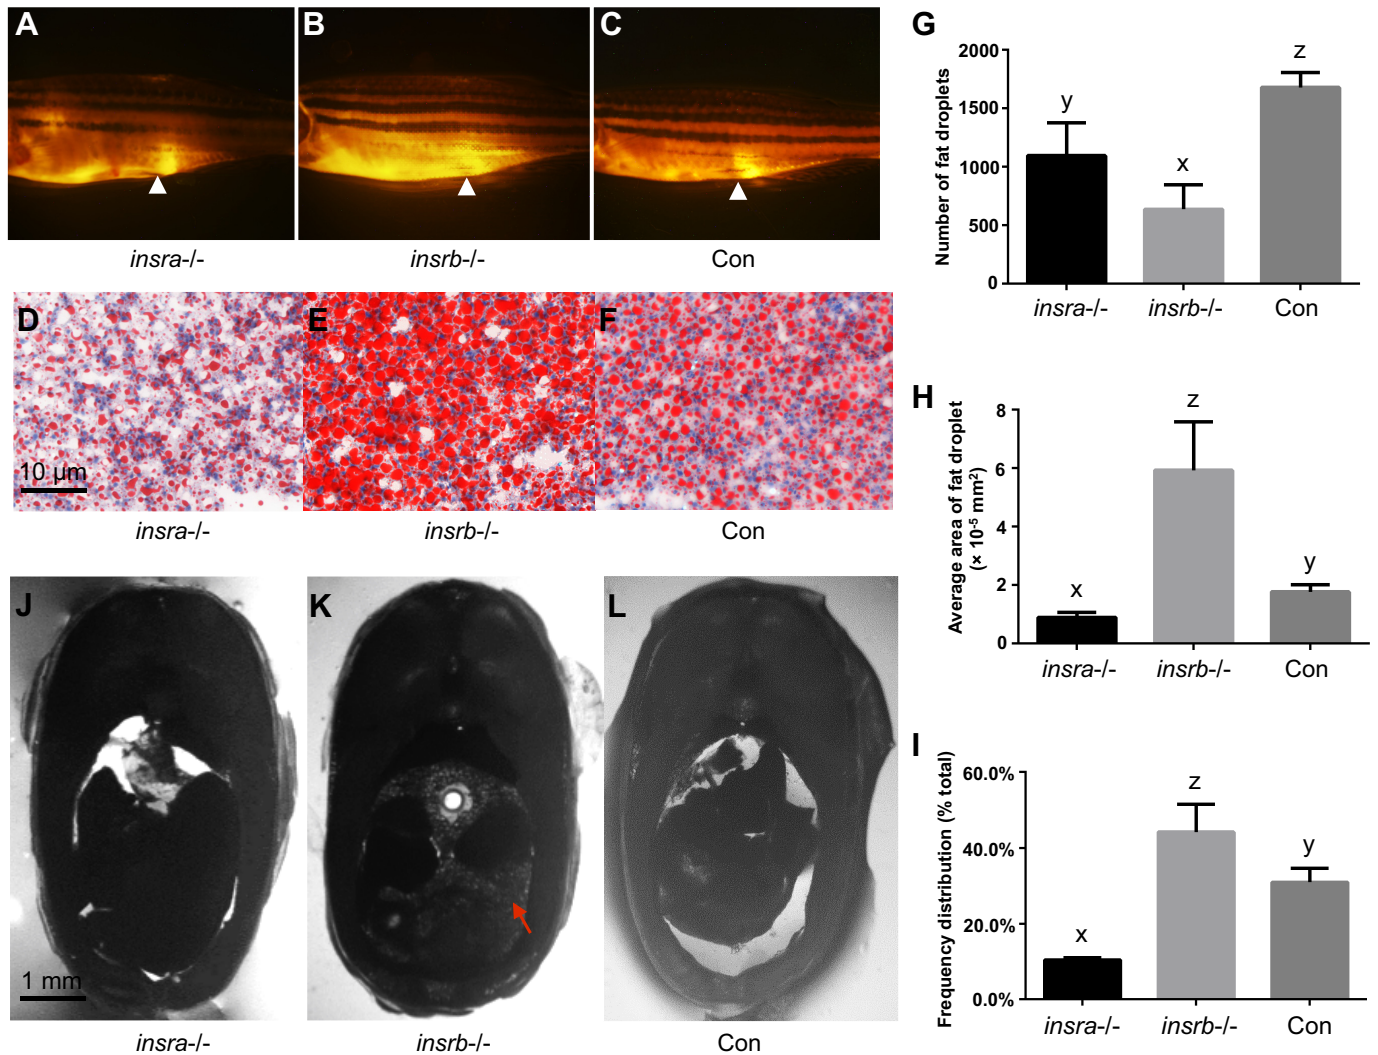 A
B
C
insra-/-
insrb-/-
Con
D
E
F
10 µm
insra-/-
insrb-/-
Con
J
K
L
1 mm
insra-/-
insrb-/-
Con
G
Number of fat droplets
2000
1500
1000
500
0
y
x
z
insra-/-
insrb-/-
Con
H
Average area of fat droplet
(× 10-5 mm2)
8
6
4
2
0
x
z
y
insra-/-
insrb-/-
Con
I
Frequency distribution (% total)
60.0%
40.0%
20.0%
0.0%
x
z
y
insra-/-
insrb-/-
Con